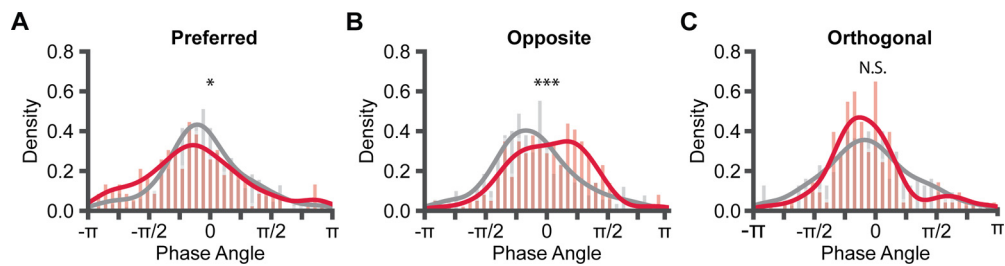 A
Preferred
Density
0.8
0.6
0.4
0.2
0.0
*
-π
-π/2
0
π/2
π
Phase Angle
B
Opposite
Density
0.8
0.6
0.4
0.2
0.0
***
-π
-π/2
0
π/2
π
Phase Angle
C
Orthogonal
Density
0.8
0.6
0.4
0.2
0.0
N.S.
-π
-π/2
0
π/2
π
Phase Angle